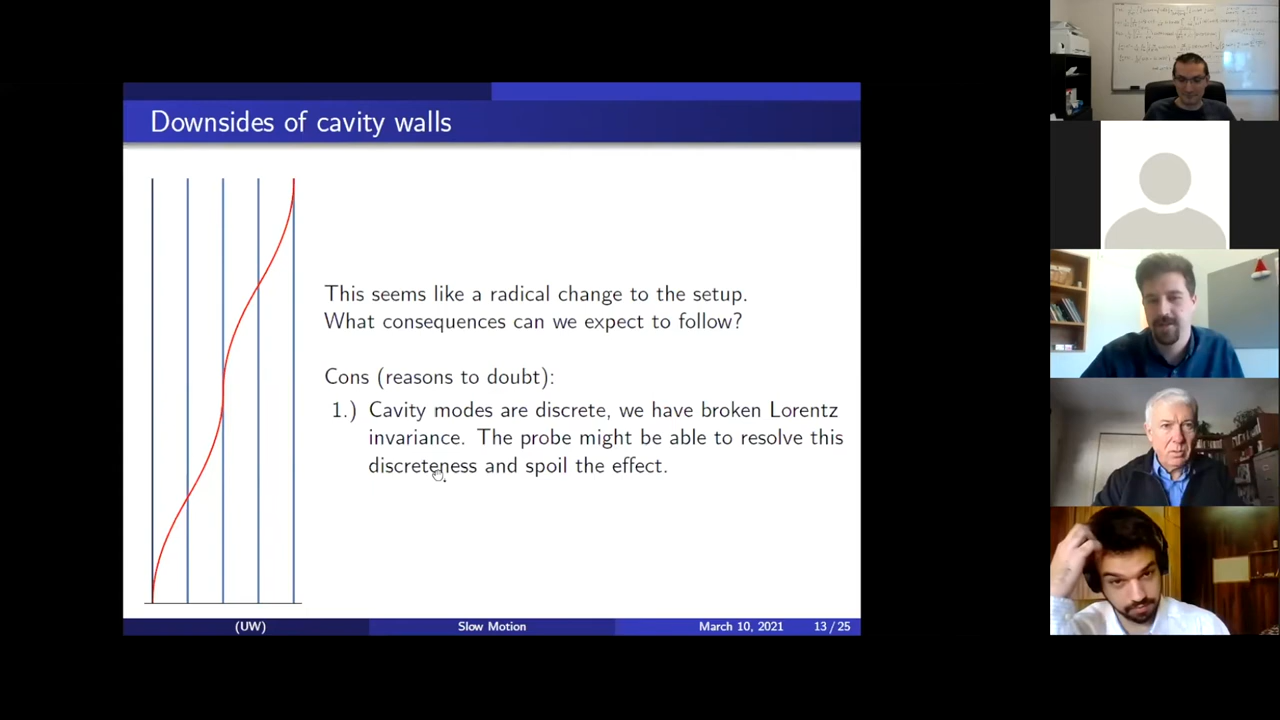 Downsides of cavity walls
This seems like a radical change to the setup.
What consequences can we expect to follow?
Cons (reasons to doubt):
1.) Cavity modes are discrete, we have broken Lorentz
invariance. The probe might be able to resolve this
discreteness and spoil the effect.
(UW)
Slow Motion
March 10, 2021
13 / 25